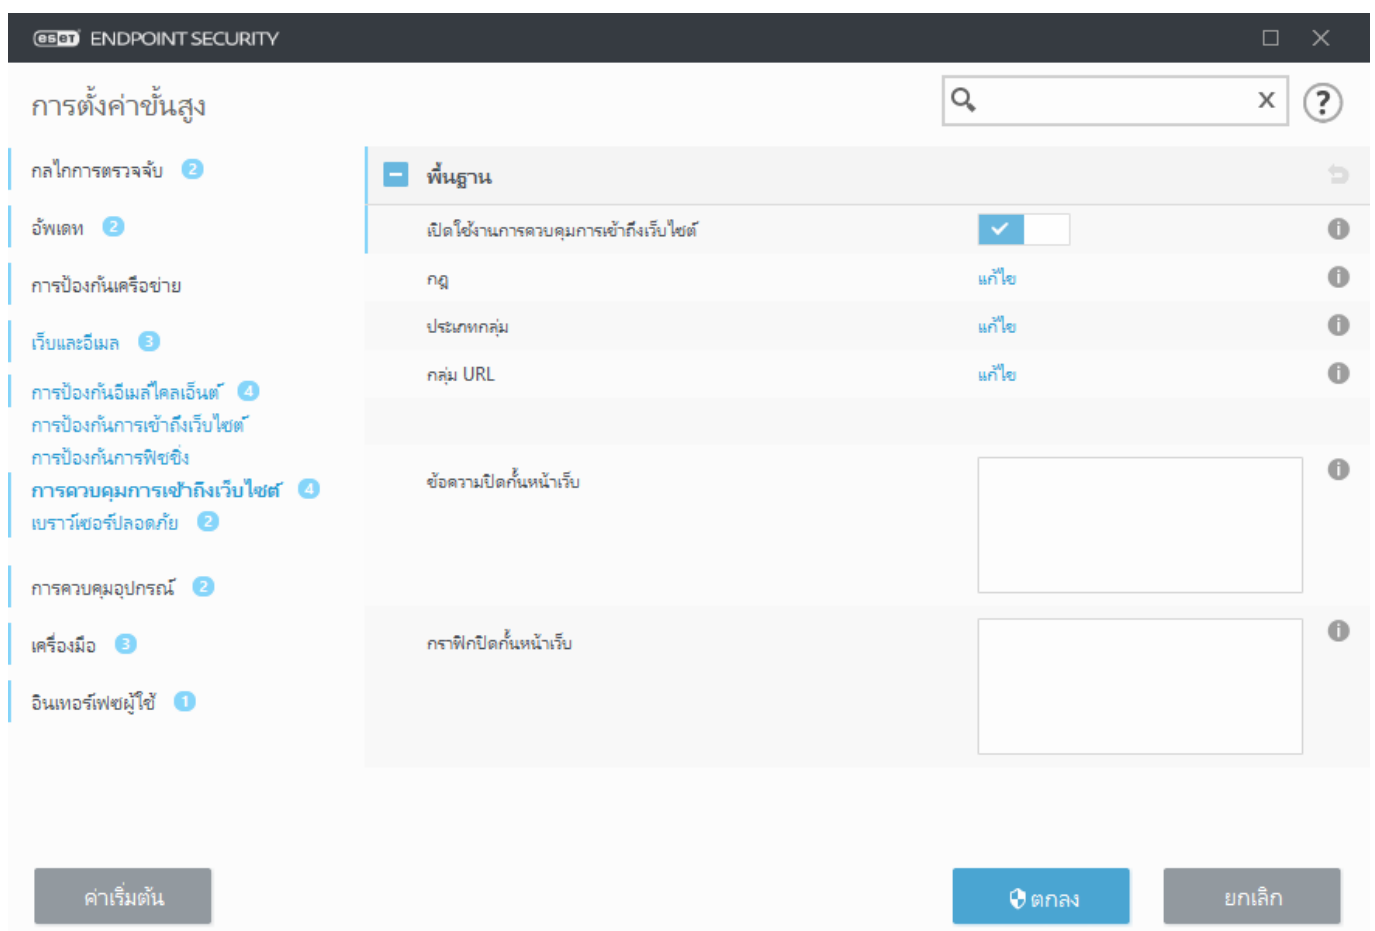 eset ENDPOINT SECURITY
การตั้งค่าขั้นสูง
x
?
กลไกการตรวจจับ 2
อัพเดท 2
การป้องกันเครือข่าย
เว็บและอีเมล 3
การป้องกันอีเมล์ไคลเอ็นต์ 4
การป้องกันการเข้าถึงเว็บไซต์
การป้องกันการฟิชชิ่ง
การควบคุมการเข้าถึงเว็บไซต์ 4
เบราว์เซอร์ปลอดภัย 2
การควบคุมอุปกรณ์ 2
เครื่องมือ 3
อินเทอร์เฟซผู้ใช้ 1
พื้นฐาน
เปิดใช้งานการควบคุมการเข้าถึงเว็บไซต์
กฎ แก้ไข
ประเภทกลุ่ม แก้ไข
กลุ่ม URL แก้ไข
ข้อความปิดกั้นหน้าเว็บ
กราฟิกปิดกั้นหน้าเว็บ
ค่าเริ่มต้น
ตกลง
ยกเลิก